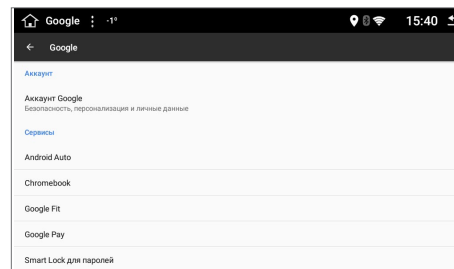 Google -1°
15:40
Google
Аккаунт
Аккаунт Google
Безопасность, персонализация и личные данные
Сервисы
Android Auto
Chromebook
Google Fit
Google Pay
Smart Lock для паролей